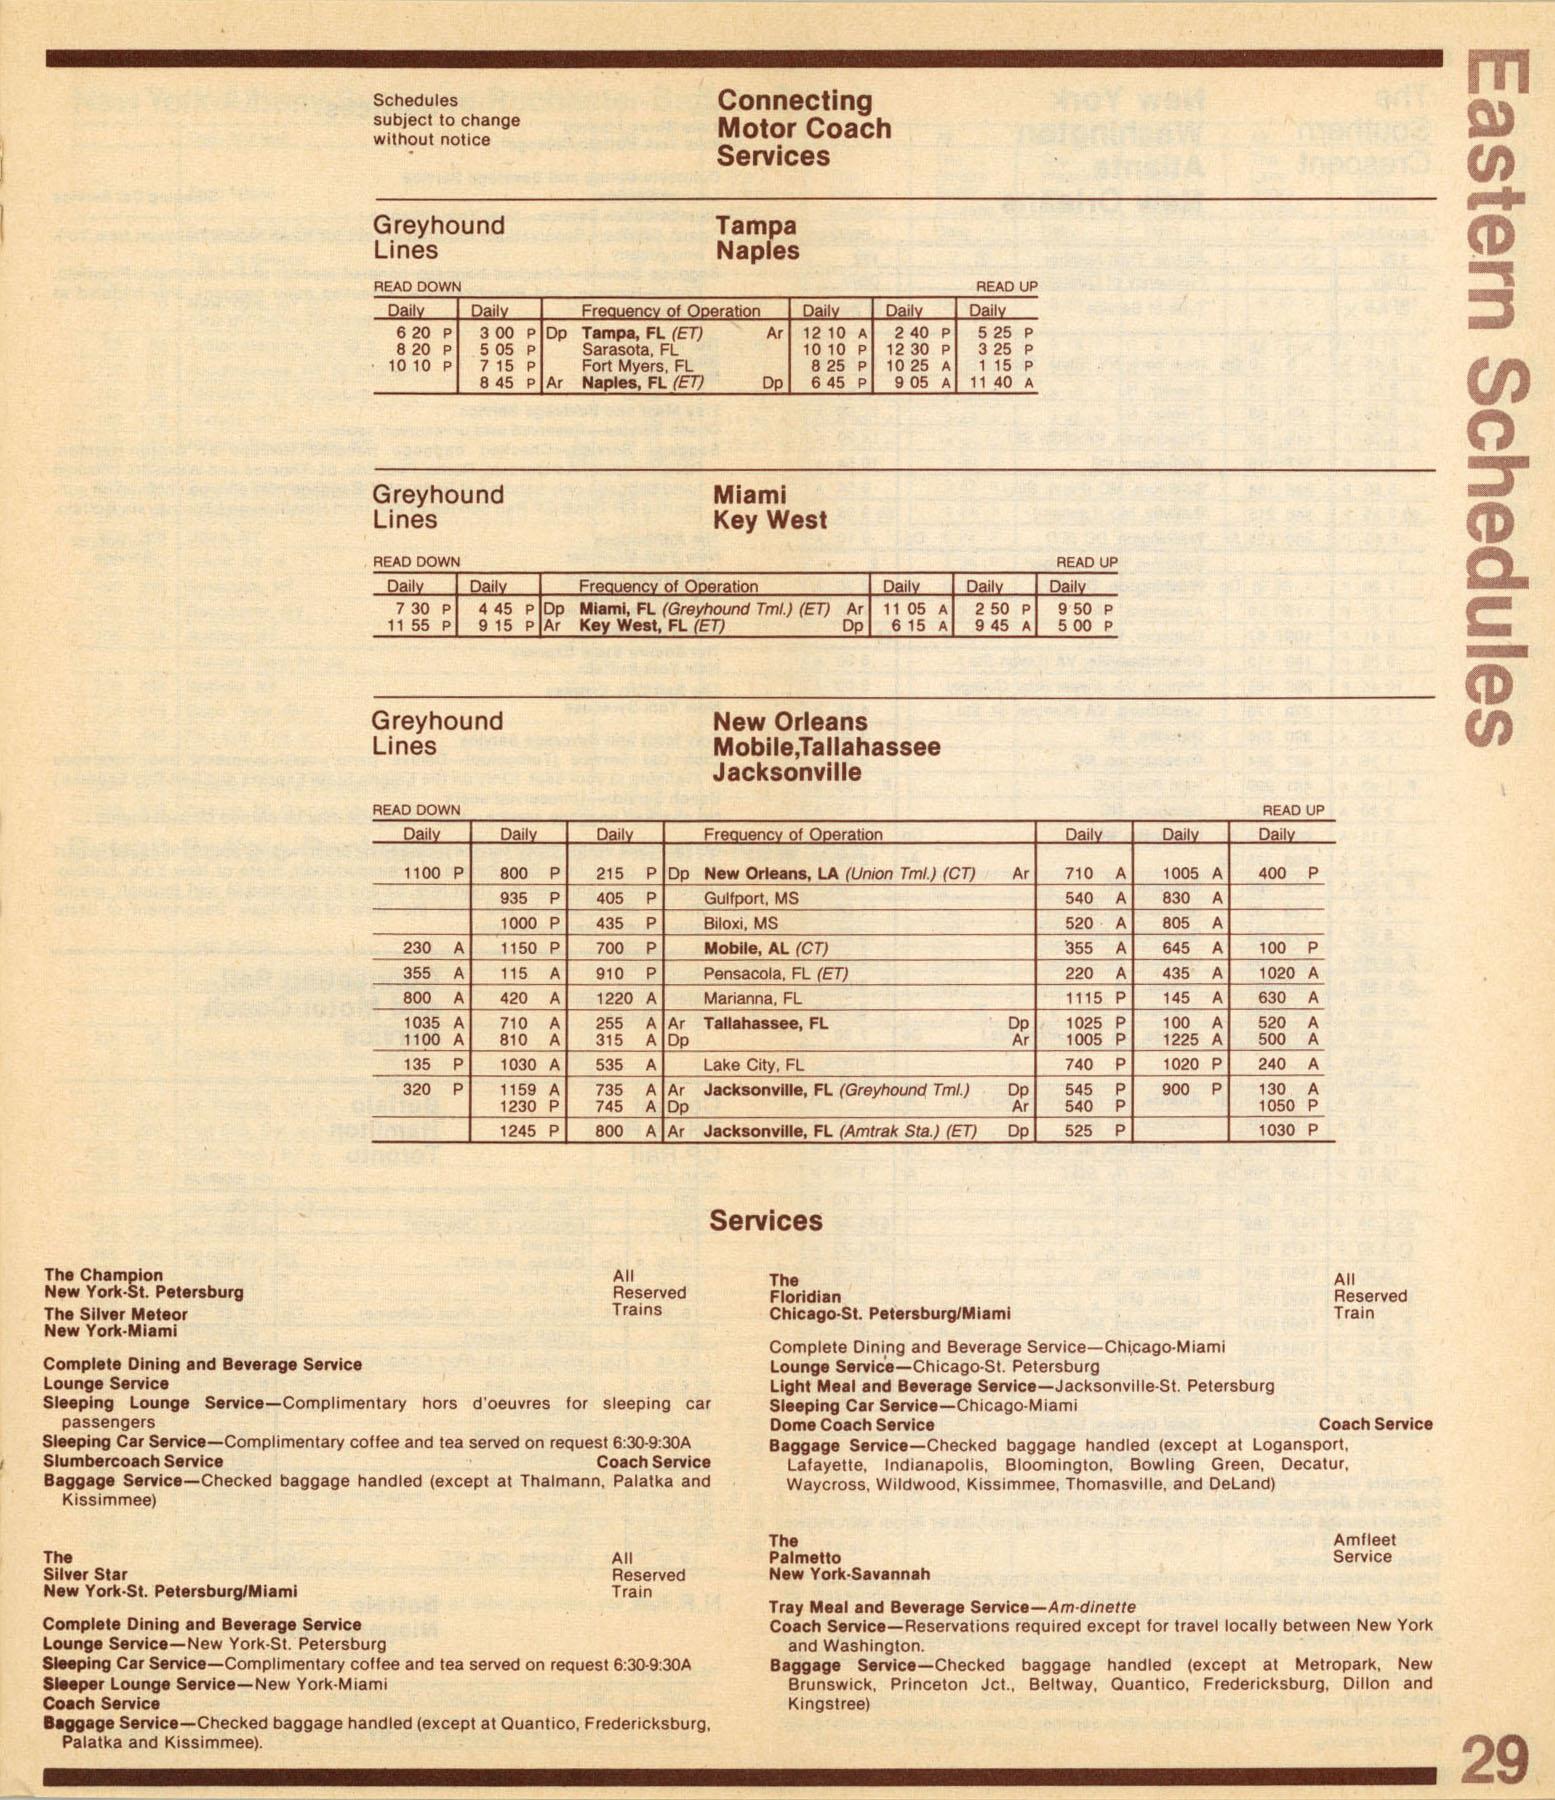 Eastern Schedules
Schedules
subject to change
without notice
Connecting
Motor Coach
Services
Greyhound
Lines
Tampa
Naples
READ DOWN READ UP
Daily Daily Frequency of Operation Daily Daily Daily
6 20 P 3 00 P Dp Tampa, FL (ET) Ar 12 10 A 2 40 P 5 25 P
8 20 P 5 05 P Sarasota, FL 10 10 P 12 30 P 3 25 P
10 10 P 7 15 P Fort Myers, FL 8 25 P 10 25 A 1 15 P
8 45 P Ar Naples, FL (ET) Dp 6 45 P 9 05 A 11 40 A
Greyhound
Lines
Miami
Key West
READ DOWN READ UP
Daily Daily Frequency of Operation Daily Daily Daily
7 30 P 4 45 P Dp Miami, FL (Greyhound Tml.) (ET) Ar 11 05 A 2 50 P 9 50 P
11 55 P 9 15 P Ar Key West, FL (ET) Dp 6 15 A 9 45 A 5 00 P
Greyhound
Lines
New Orleans
Mobile,Tallahassee
Jacksonville
READ DOWN READ UP
Daily Daily Daily Frequency of Operation Daily Daily Daily
1100 P 800 P 215 P Dp New Orleans, LA (Union Tml.) (CT) Ar 710 A 1005 A 400 P
935 P 405 P Gulfport, MS 540 A 830 A
1000 P 435 P Biloxi, MS 520 A 805 A
230 A 1150 P 700 P Mobile, AL (CT) 355 A 645 A 100 P
355 A 115 A 910 P Pensacola, FL (ET) 220 A 435 A 1020 A
800 A 420 A 1220 A Marianna, FL 1115 P 145 A 630 A
1035 A 710 A 255 A Ar Tallahassee, FL Dp 1025 P 100 A 520 A
1100 A 810 A 315 A Dp Ar 1005 P 1225 A 500 A
135 P 1030 A 535 A Lake City, FL 740 P 1020 P 240 A
320 P 1159 A 735 A Ar Jacksonville, FL (Greyhound Tml.) Dp 545 P 900 P 130 A
1230 P 745 A Dp Ar 540 P 1050 P
1245 P 800 A Ar Jacksonville, FL (Amtrak Sta.) (ET) Dp 525 P 1030 P
Services
The Champion
New York-St. Petersburg
The Silver Meteor
New York-Miami
All
Reserved
Trains
Complete Dining and Beverage Service
Lounge Service
Sleeping Lounge Service—Complimentary hors d'oeuvres for sleeping car
passengers
Sleeping Car Service—Complimentary coffee and tea served on request 6:30-9:30A
Slumbercoach Service Coach Service
Baggage Service—Checked baggage handled (except at Thalmann, Palatka and
Kissimmee)
The
Silver Star
New York-St. Petersburg/Miami
All
Reserved
Train
Complete Dining and Beverage Service
Lounge Service—New York-St. Petersburg
Sleeping Car Service—Complimentary coffee and tea served on request 6:30-9:30A
Sleeper Lounge Service—New York-Miami
Coach Service
Baggage Service—Checked baggage handled (except at Quantico, Fredericksburg,
Palatka and Kissimmee).
The
Floridian
Chicago-St. Petersburg/Miami
All
Reserved
Train
Complete Dining and Beverage Service—Chicago-Miami
Lounge Service—Chicago-St. Petersburg
Light Meal and Beverage Service—Jacksonville-St. Petersburg
Sleeping Car Service—Chicago-Miami
Dome Coach Service Coach Service
Baggage Service—Checked baggage handled (except at Logansport,
Lafayette, Indianapolis, Bloomington, Bowling Green, Decatur,
Waycross, Wildwood, Kissimmee, Thomasville, and DeLand)
The
Palmetto
New York-Savannah
Amfleet
Service
Tray Meal and Beverage Service—Am-dinette
Coach Service—Reservations required except for travel locally between New York
and Washington.
Baggage Service—Checked baggage handled (except at Metropark, New
Brunswick, Princeton Jct., Beltway, Quantico, Fredericksburg, Dillon and
Kingstree)
29